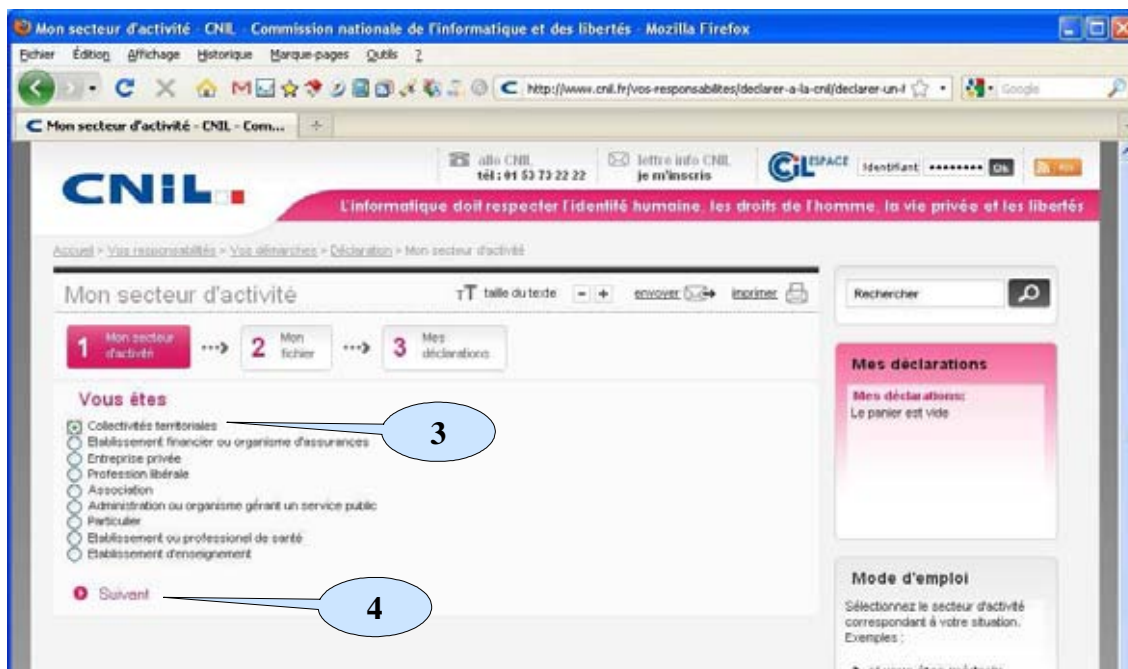 Mon secteur d'activité - CNIL - Commission nationale de l'informatique et des libertés - Mozilla Firefox
Fichier Édition Affichage Historique Marque-pages Outils ?
http://www.cnil.fr/vos-responsabilites/declarer-a-la-cnil/declarer-un-f
Google
Mon secteur d'activité - CNIL - Com...
CNIL
allo CNIL
tél : 01 53 73 22 22
lettre info CNIL
je m'inscris
CIL ESPACE
Identifiant
Ok
L'informatique doit respecter l'identité humaine, les droits de l'homme, la vie privée et les libertés
Accueil > Vos responsabilités > Vos démarches > Déclaration > Mon secteur d'activité
Mon secteur d'activité
taille du texte - +
envoyer
imprimer
Rechercher
1 Mon secteur d'activité
2 Mon fichier
3 Mes déclarations
Mes déclarations
Mes déclarations:
Le panier est vide
Vous êtes
Collectivités territoriales
3
Etablissement financier ou organisme d'assurances
Entreprise privée
Profession libérale
Association
Administration ou organisme gérant un service public
Particulier
Etablissement ou professionel de santé
Etablissement d'enseignement
Suivant
4
Mode d'emploi
Sélectionnez le secteur d'activité
correspondant à votre situation.
Exemples :